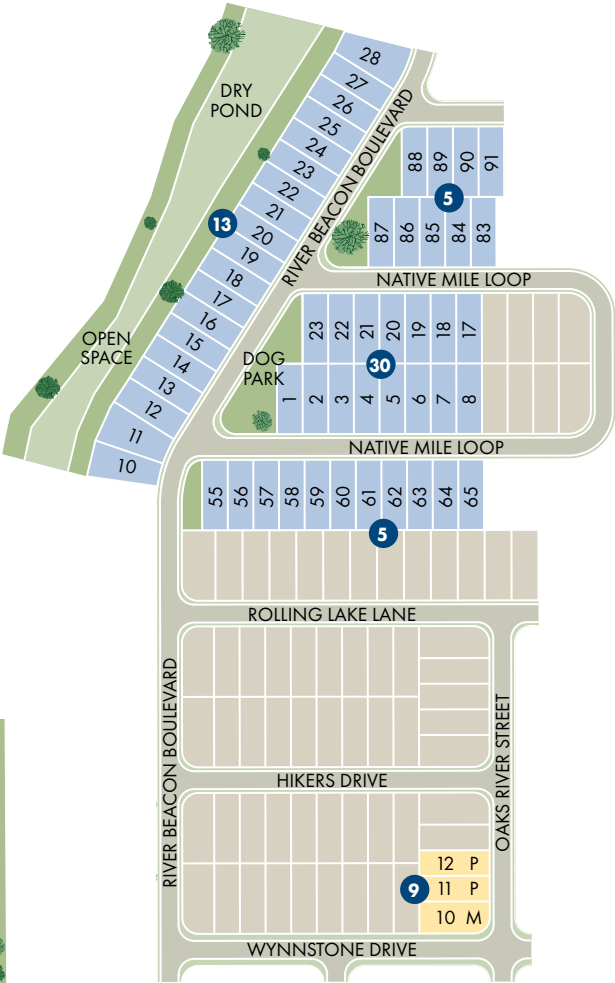 28
27
26
25
24
23
22
21
20
19
18
17
16
15
14
13
12
11
10
DRY
POND
13
OPEN
SPACE
RIVER BEACON BOULEVARD
88 89 90 91
5
87 86 85 84 83
NATIVE MILE LOOP
23 22 21 20 19 18 17
DOG
PARK
30
1 2 3 4 5 6 7 8
NATIVE MILE LOOP
55 56 57 58 59 60 61 62 63 64 65
5
ROLLING LAKE LANE
RIVER BEACON BOULEVARD
OAKS RIVER STREET
HIKERS DRIVE
12 P
9
11 P
10 M
WYNNSTONE DRIVE